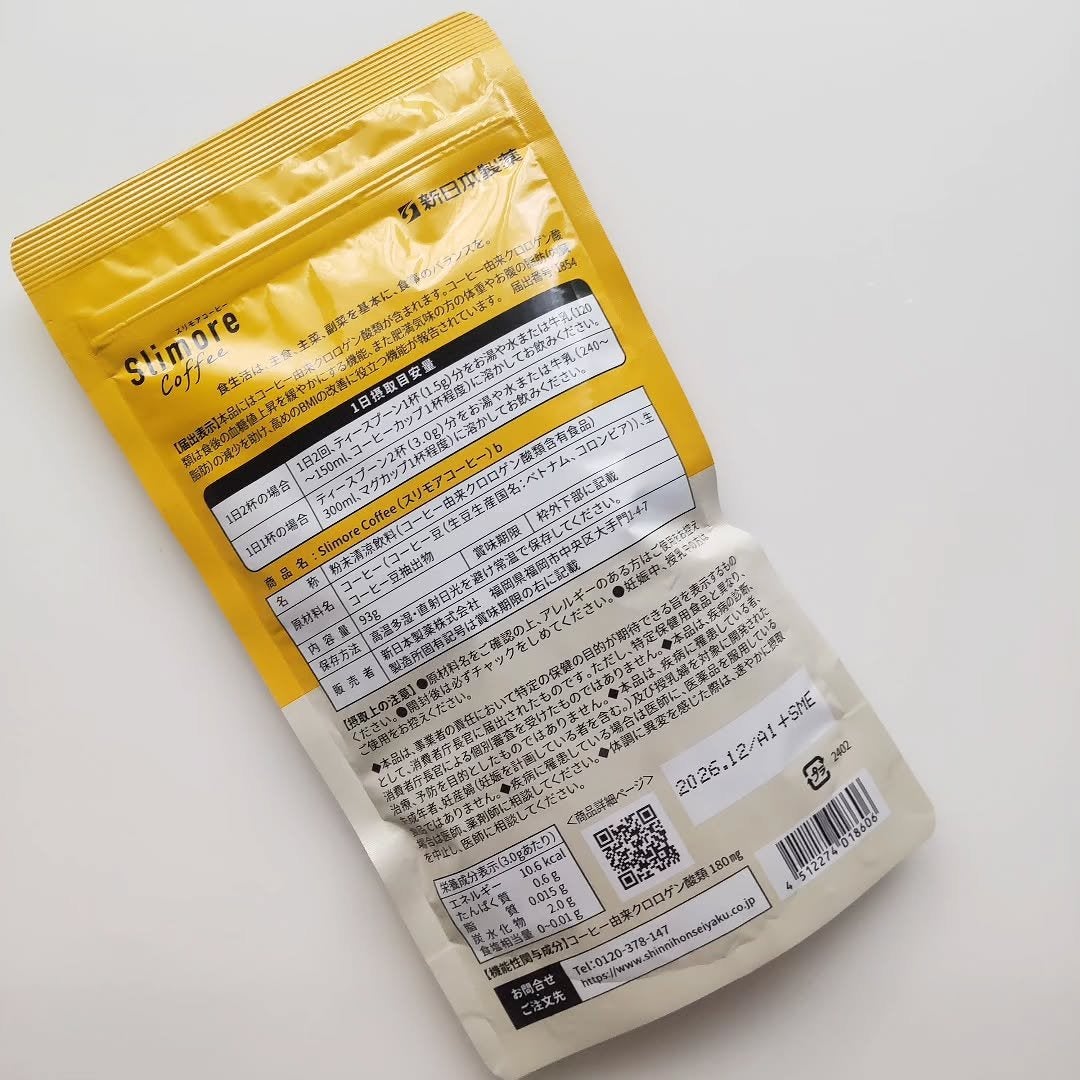 新日本製薬
スリモアコーヒー
Slimore
Coffee
食生活は、主食、主菜、副菜を基本に、食事のバランスを。
【届出表示】本品にはコーヒー由来クロロゲン酸類が含まれます。コーヒー由来クロロゲン酸
類は食後の血糖値上昇を緩やかにする機能、また肥満気味の方の体重やお腹の脂肪(
脂肪)の減少を助け、高めのBMIの改善に役立つ機能が報告されています。 届出番号
1日摂取目安量
1日2杯の場合 1日2回、ティースプーン1杯(1.5g)分をお湯や水または牛乳(120
~150ml、コーヒーカップ1杯程度)に溶かしてお飲みください。
1日1杯の場合 ティースプーン2杯(3.0g)分をお湯や水または牛乳(240~
300ml、マグカップ1杯程度)に溶かしてお飲みください。
商品名:Slimore Coffee(スリモアコーヒー)b
名称 粉末清涼飲料(コーヒー由来クロロゲン酸類含有食品)
原材料名 コーヒー(コーヒー豆(生豆生産国名:ベトナム、コロンビア))、生
コーヒー豆抽出物
内容量 93g 賞味期限 枠外下部に記載
保存方法 高温多湿・直射日光を避け常温で保存してください。
販売者 新日本製薬株式会社 福岡県福岡市中央区大手門1-4-7
製造所固有記号は賞味期限の右に記載
【摂取上の注意】●原材料名をご確認の上、アレルギーのある方はご使用をお控え
ください。●開封後は必ずチャックをしめてください。●妊娠中、授乳中の方は
ご使用をお控えください。
◆本品は、事業者の責任において特定の保健の目的が期待できる旨を表示するもの
として、消費者庁長官に届出されたものです。ただし、特定保健用食品と異なり、
消費者庁長官による個別審査を受けたものではありません。◆本品は、疾病の診断、
治療、予防を目的としたものではありません。◆本品は、疾病に罹患している者、
未成年者、妊産婦(妊娠を計画している者を含む。)及び授乳婦を対象に開発された
食品ではありません。◆疾病に罹患している場合は医師に、医薬品を服用している
場合は医師、薬剤師に相談してください。◆体調に異変を感じた際は、速やかに摂取
を中止し、医師に相談してください。
2026.12/A1+SME
2402
プラ
<商品詳細ページ>
栄養成分表示(3.0gあたり)
エネルギー 10.6 kcal
たんぱく質 0.6 g
脂質 0.015 g
炭水化物 2.0 g
食塩相当量 0~0.01 g
【機能性関与成分】コーヒー由来クロロゲン酸類 180mg
4 512274 018606
お問合せ・
ご注文先
Tel:0120-378-147
https://www.shinnihonseiyaku.co.jp